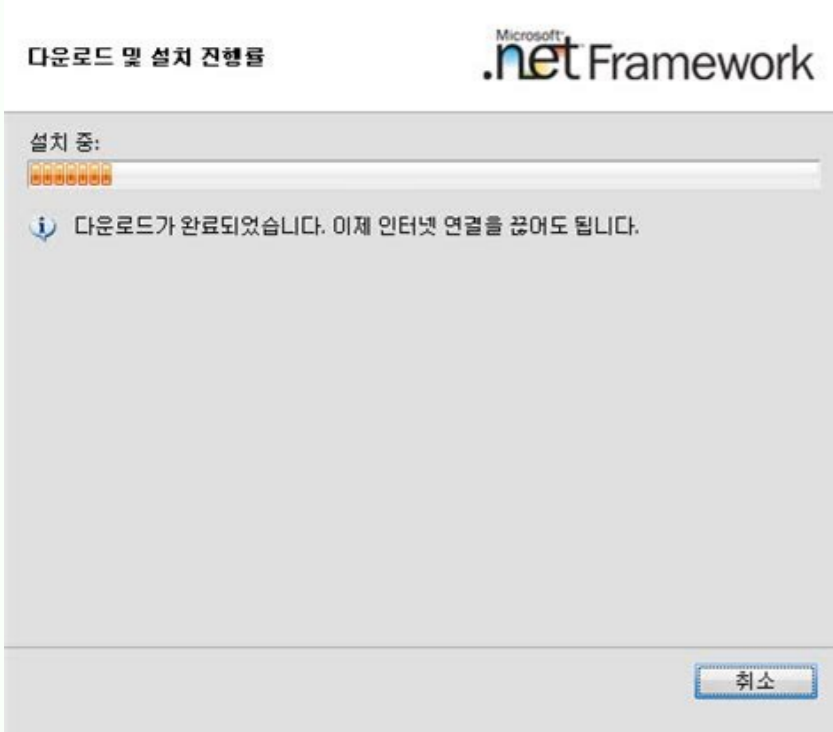 다운로드 및 설치 진행률
Microsoft
.net Framework
설치 중:
다운로드가 완료되었습니다. 이제 인터넷 연결을 끊어도 됩니다.
취소